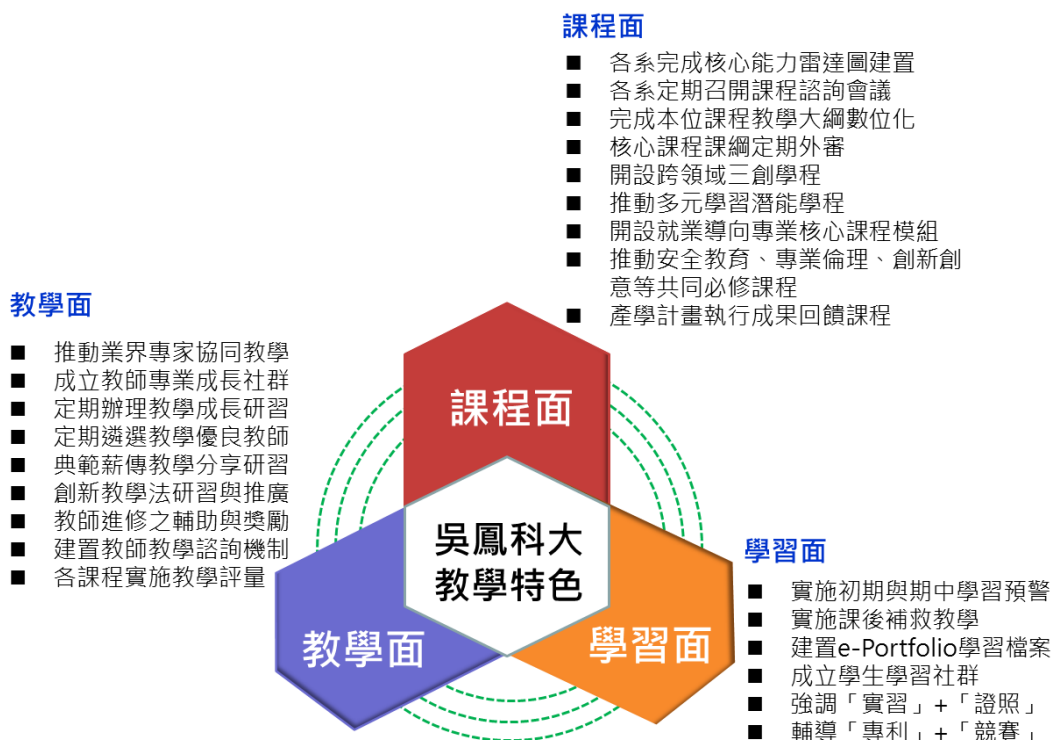 課程面
■ 各系完成核心能力雷達圖建置
■ 各系定期召開課程諮詢會議
■ 完成本位課程教學大綱數位化
■ 核心課程課綱定期外審
■ 開設跨領域三創學程
■ 推動多元學習潛能學程
■ 開設就業導向專業核心課程模組
■ 推動安全教育、專業倫理、創新創
意等共同必修課程
■ 產學計畫執行成果回饋課程
教學面
■ 推動業界專家協同教學
■ 成立教師專業成長社群
■ 定期辦理教學成長研習
■ 定期遴選教學優良教師
■ 典範薪傳教學分享研習
■ 創新教學法研習與推廣
■ 教師進修之輔助與獎勵
■ 建置教師教學諮詢機制
■ 各課程實施教學評量
課程面
吳鳳科大
教學特色
教學面
學習面
學習面
■ 實施初期與期中學習預警
■ 實施課後補救教學
■ 建置e-Portfolio學習檔案
■ 成立學生學習社群
■ 強調「實習」+「證照」
■ 輔導「專利」+「競賽」